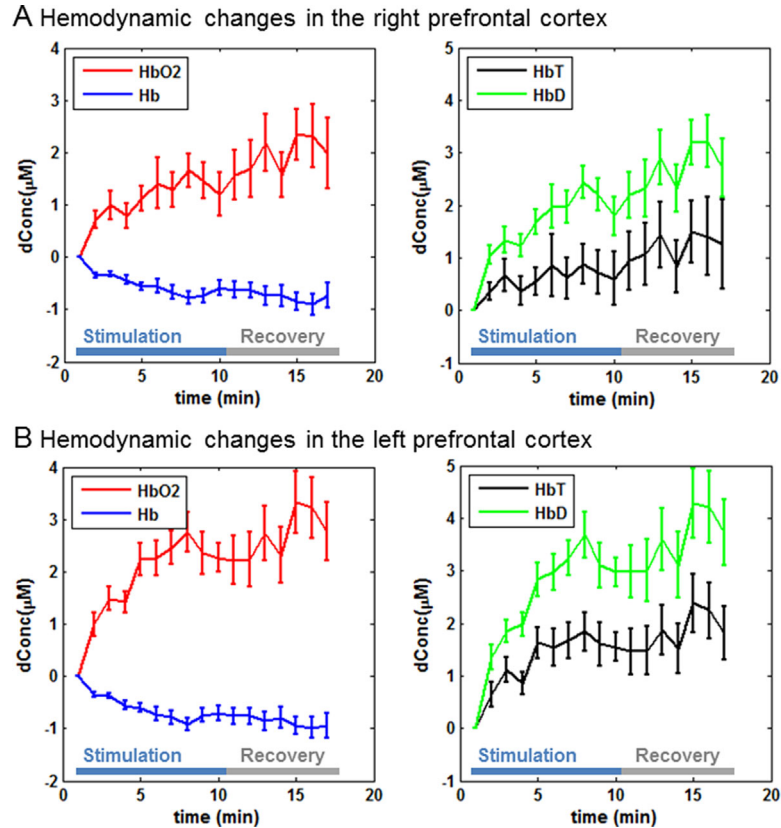 A Hemodynamic changes in the right prefrontal cortex
4
3
2
1
0
-1
-2
dConc(μM)
HbO2
Hb
Stimulation
Recovery
0
5
10
15
20
time (min)
5
4
3
2
1
0
-1
dConc(μM)
HbT
HbD
Stimulation
Recovery
0
5
10
15
20
time (min)
B Hemodynamic changes in the left prefrontal cortex
4
3
2
1
0
-1
-2
dConc(μM)
HbO2
Hb
Stimulation
Recovery
0
5
10
15
20
time (min)
5
4
3
2
1
0
-1
dConc(μM)
HbT
HbD
Stimulation
Recovery
0
5
10
15
20
time (min)